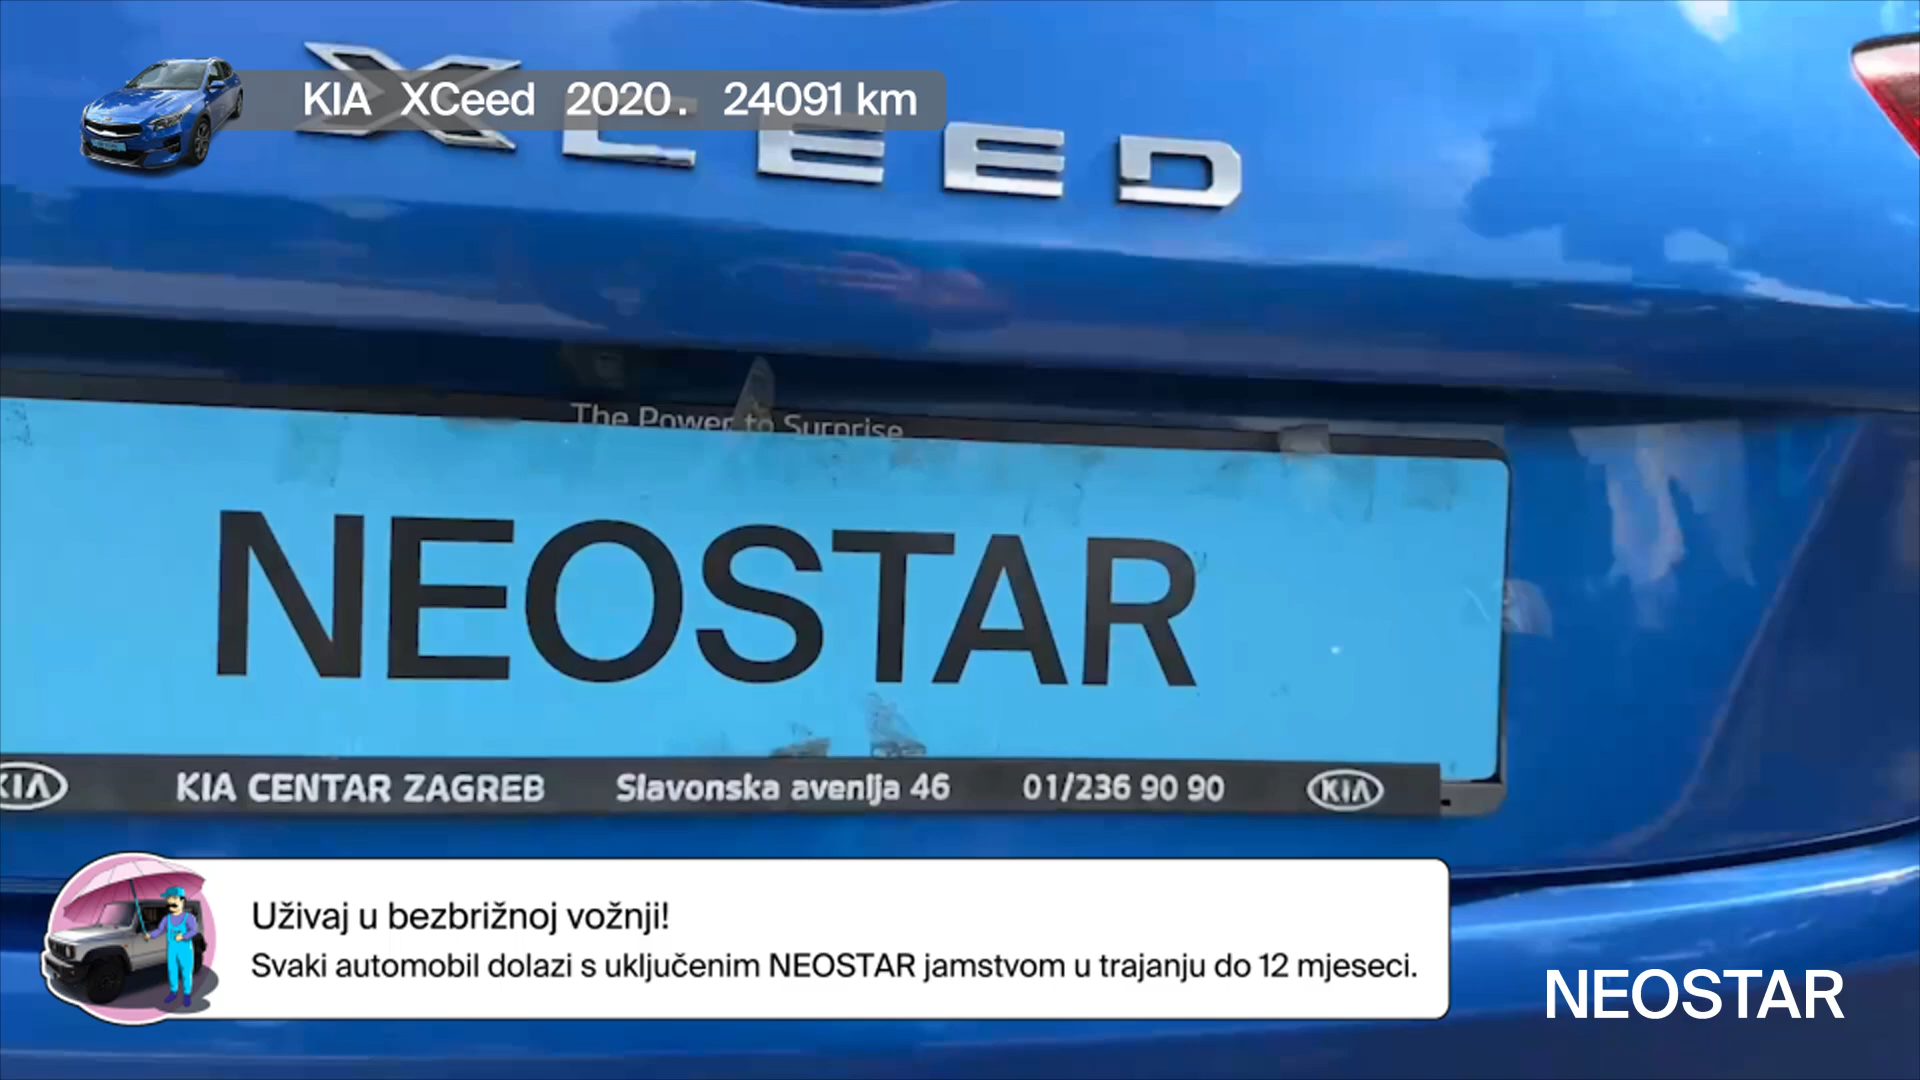 KIA XCeed 2020. 24091 km
XCEED
The Power to Surprise
NEOSTAR
KIA KIA CENTAR ZAGREB Slavonska avenija 46 01/236 90 90 KIA
Uživaj u bezbrižnoj vožnji!
Svaki automobil dolazi s uključenim NEOSTAR jamstvom u trajanju do 12 mjeseci.
NEOSTAR